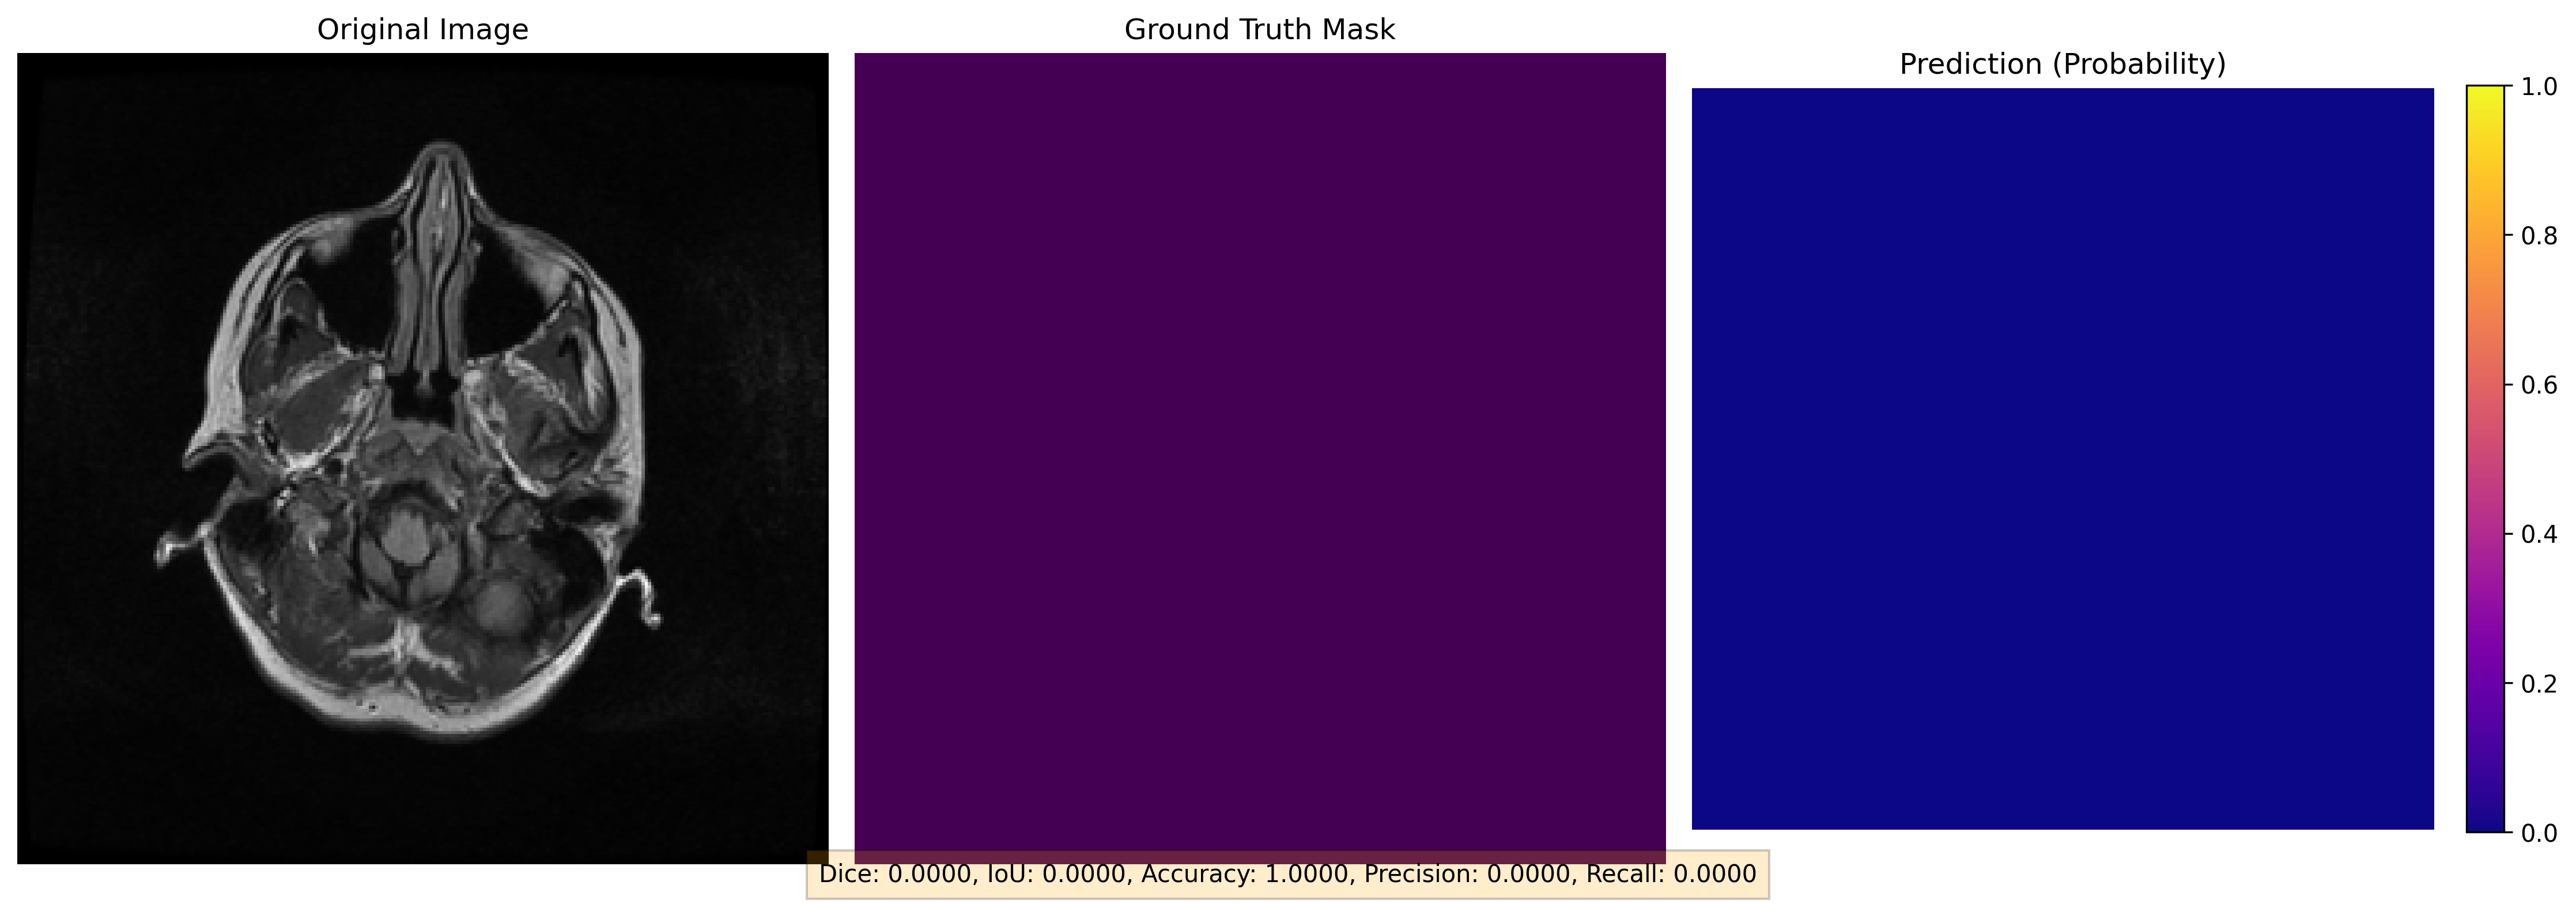 Original Image
Ground Truth Mask
Prediction (Probability)
1.0
0.8
0.6
0.4
0.2
0.0
Dice: 0.0000, IoU: 0.0000, Accuracy: 1.0000, Precision: 0.0000, Recall: 0.0000